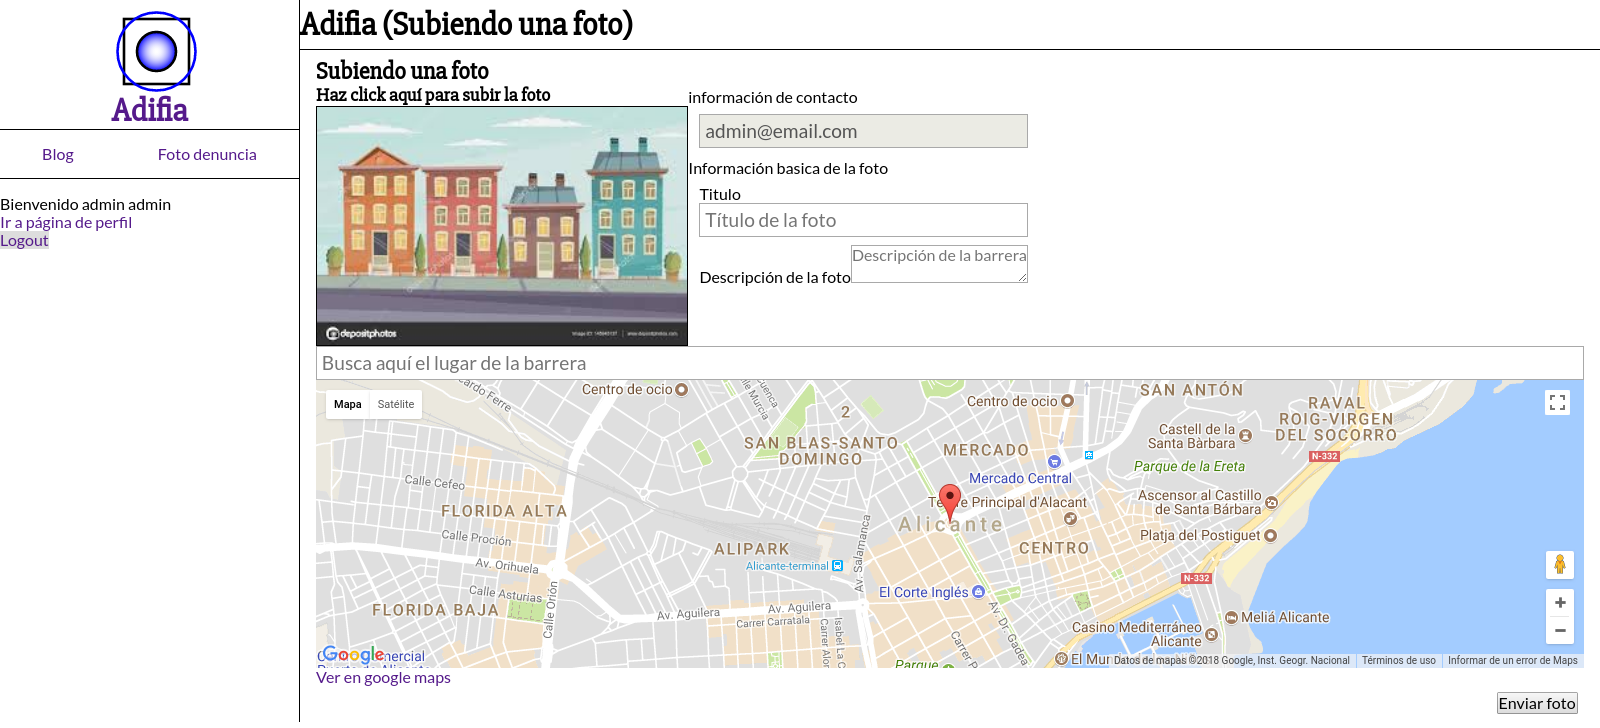 Adifia
Blog
Foto denuncia
Bienvenido admin admin
Ir a página de perfil
Logout
Adifia (Subiendo una foto)
Subiendo una foto
Haz click aquí para subir la foto
depositphotos
información de contacto
admin@email.com
Información basica de la foto
Titulo
Título de la foto
Descripción de la foto
Descripción de la barrera
Busca aquí el lugar de la barrera
Mapa
Satélite
Centro de ocio
Centro de ocio
SAN ANTÓN
RAVAL
ROIG-VIRGEN
DEL SOCORRO
2
SAN BLAS-SANTO
DOMINGO
MERCADO
Castell de la
Santa Bàrbara
N-332
Parque de la Ereta
Mercado Central
Calle Cefeo
FLORIDA ALTA
Principal d'Alacant
Alicante
Ascensor al Castillo
de Santa Bárbara
Calle Proción
ALIPARK
CENTRO
Platja del Postiguet
Av. Orihuela
Alicante-terminal
Av. Salamanca
N-332
Calle Asturias
El Corte Inglés
FLORIDA BAJA
Calle Orión
Av. Aguilera
Av. Aguilera
Carrer Carratala
Av. Dr. Gadea
Meliá Alicante
Casino Mediterráneo
Alicante
Google
Parque
Datos de mapas ©2018 Google, Inst. Geogr. Nacional
Términos de uso
Informar de un error de Maps
Ver en google maps
Enviar foto